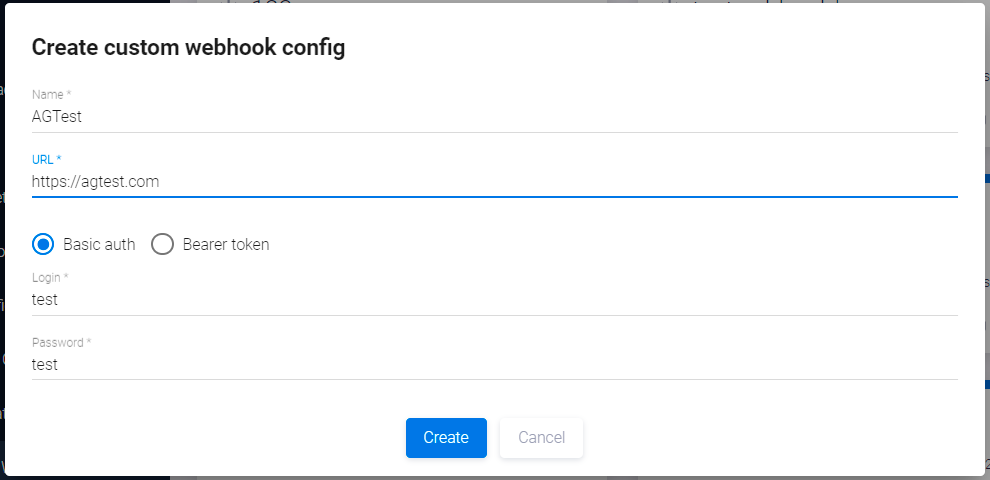 Create custom webhook config
Name *
AGTest
URL *
https://agtest.com
Basic auth Bearer token
Login *
test
Password *
test
Create Cancel